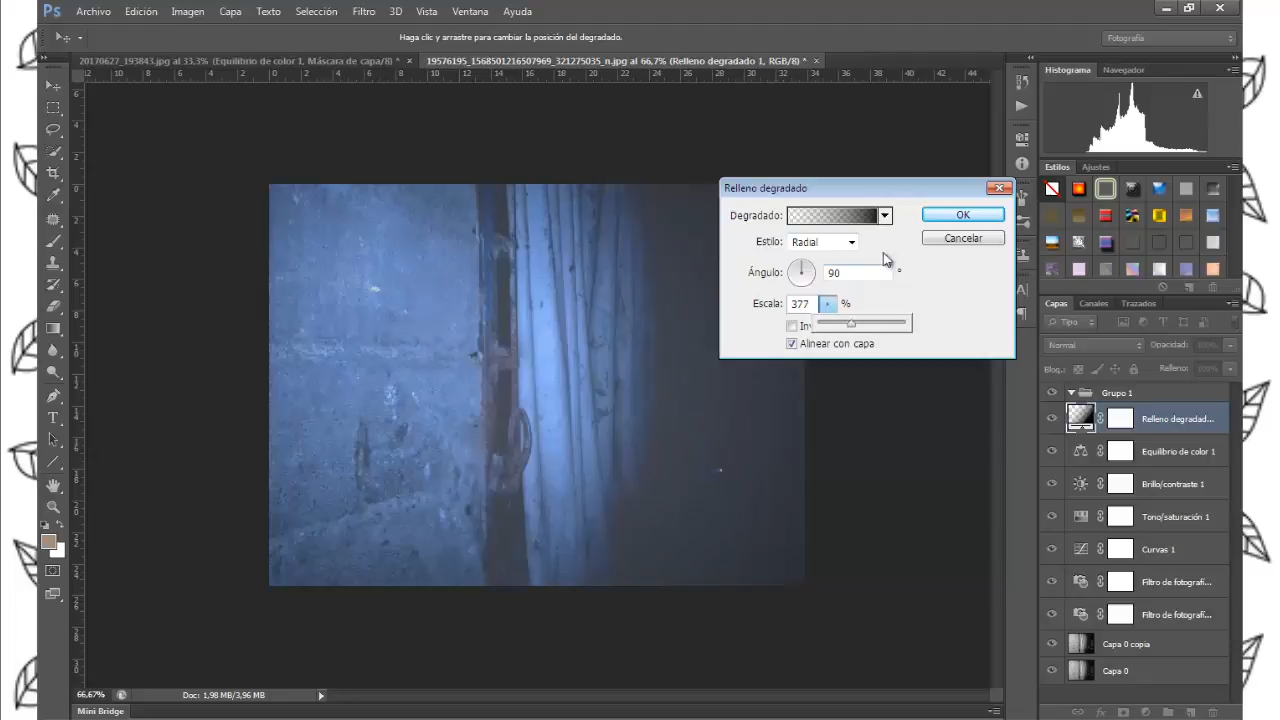 Ps Archivo Edición Imagen Capa Texto Selección Filtro 3D Vista Ventana Ayuda
Haga clic y arrastre para cambiar la posición del degradado.
Fotografía
20170627_193843.jpg al 33,3% (Equilibrio de color 1, Máscara de capa/8) * ×
19576195_1568501216507969_321275035_n.jpg al 66,7% (Relleno degradado 1, RGB/8) * ×
Histograma Navegador
Estilos Ajustes
Relleno degradado
Degradado:
OK
Estilo: Radial
Cancelar
Ángulo: 90 °
Escala: 377 %
Alinear con capa
Capas Canales Trazados
Tipo
Normal Opacidad: 100%
Bloq.: Relleno: 100%
Grupo 1
Relleno degradad...
Equilibrio de color 1
Brillo/contraste 1
Tono/saturación 1
Curvas 1
Filtro de fotografí...
Filtro de fotografí...
Capa 0 copia
Capa 0
66,67% Doc: 1,98 MB/3,96 MB
Mini Bridge